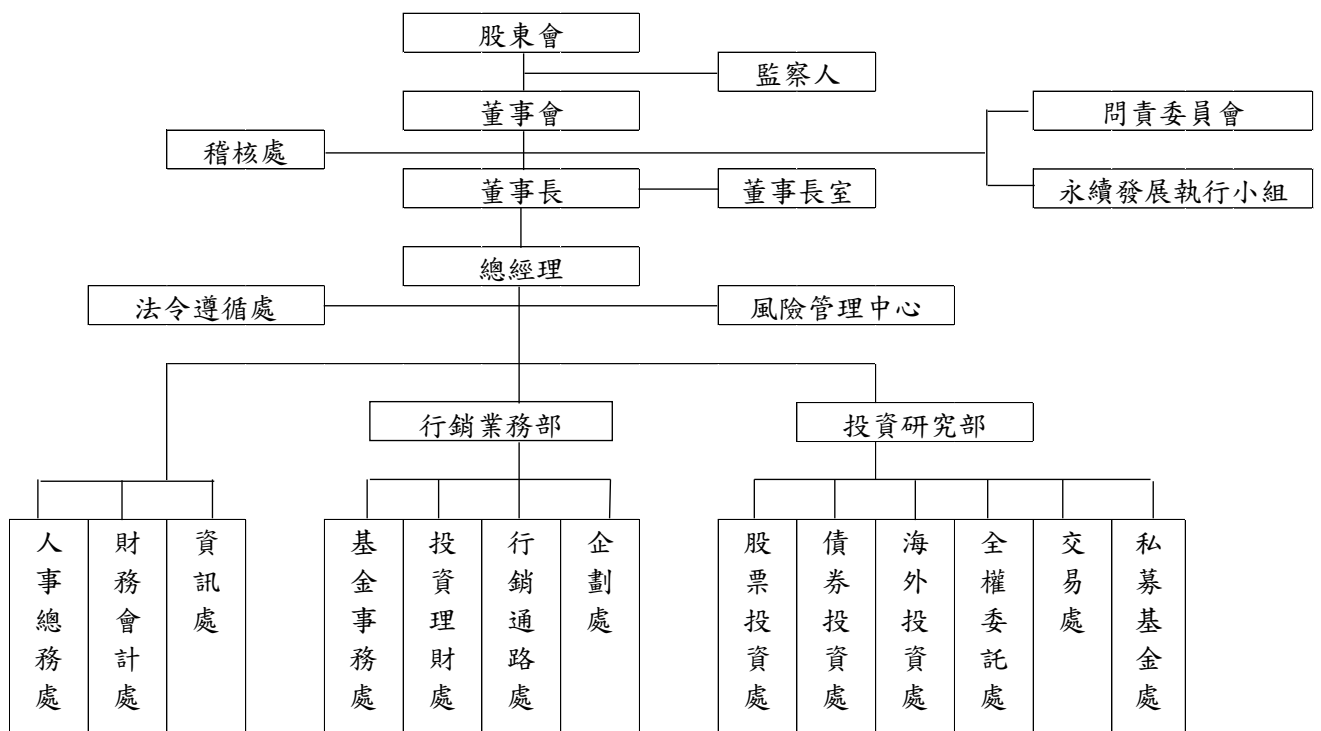 股東會
監察人
董事會
問責委員會
稽核處
董事長
董事長室
永續發展執行小組
總經理
法令遵循處
風險管理中心
行銷業務部
投資研究部
人事總務處
財務會計處
資訊處
基金事務處
投資理財處
行銷通路處
企劃處
股票投資處
債券投資處
海外投資處
全權委託處
交易處
私募基金處